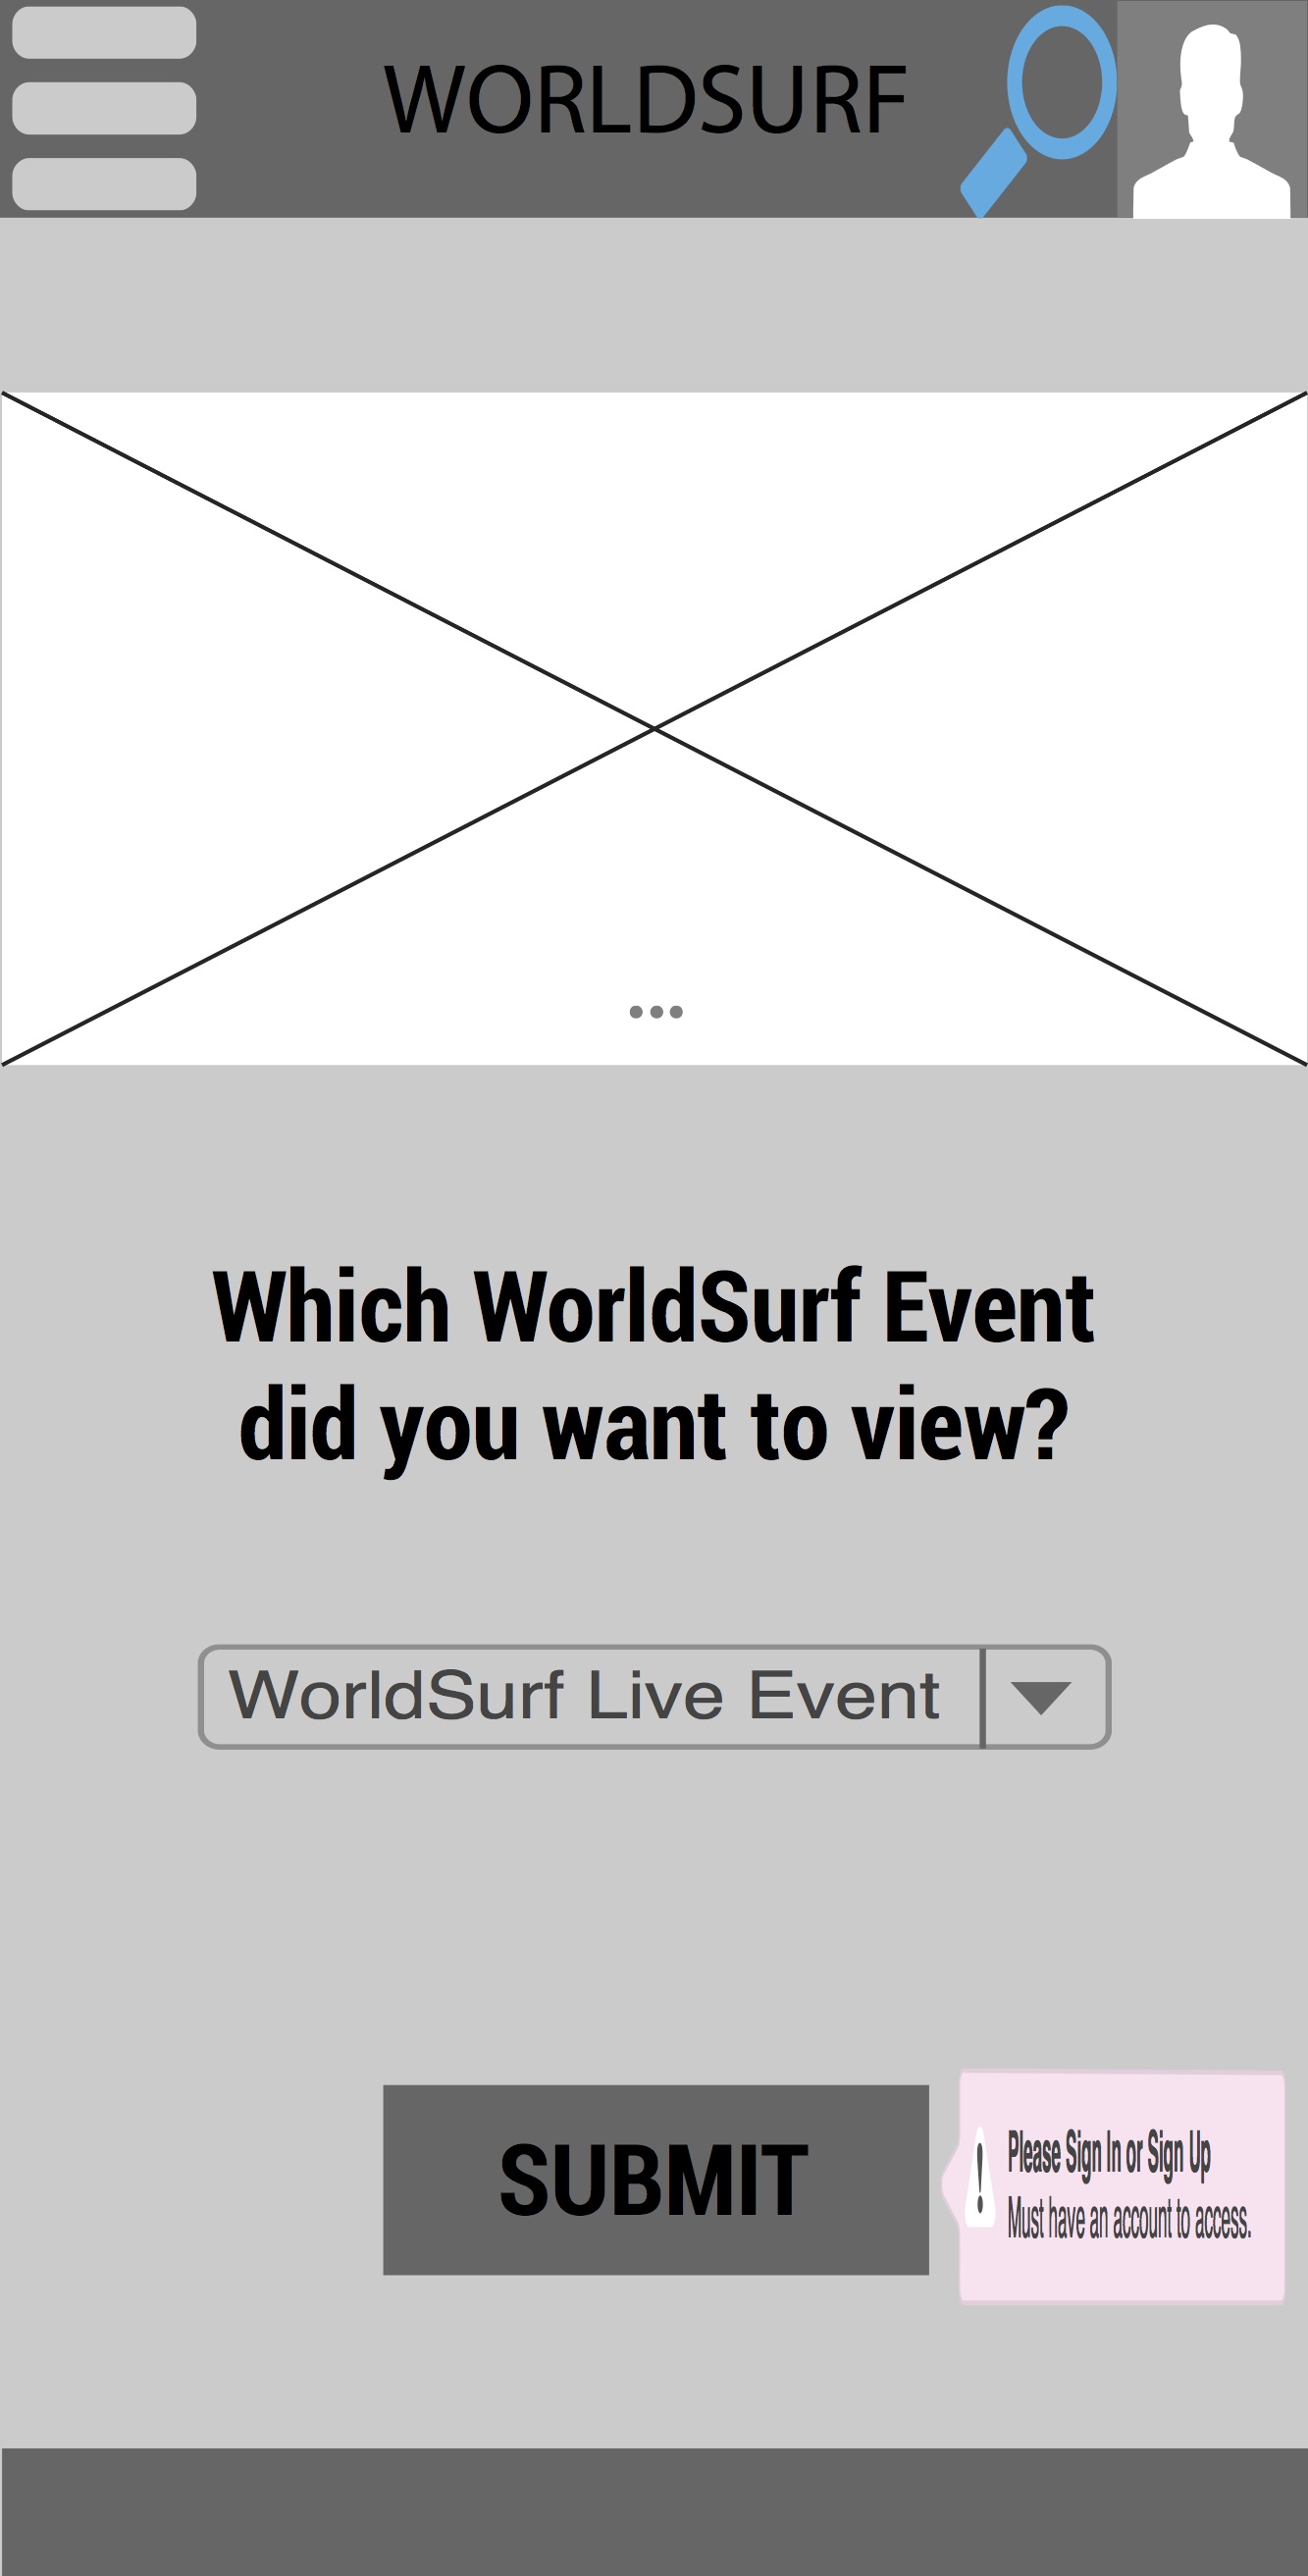 WORLDSURF
Which WorldSurf Event
did you want to view?
WorldSurf Live Event
SUBMIT
Please Sign In or Sign Up
Must have an account to access.